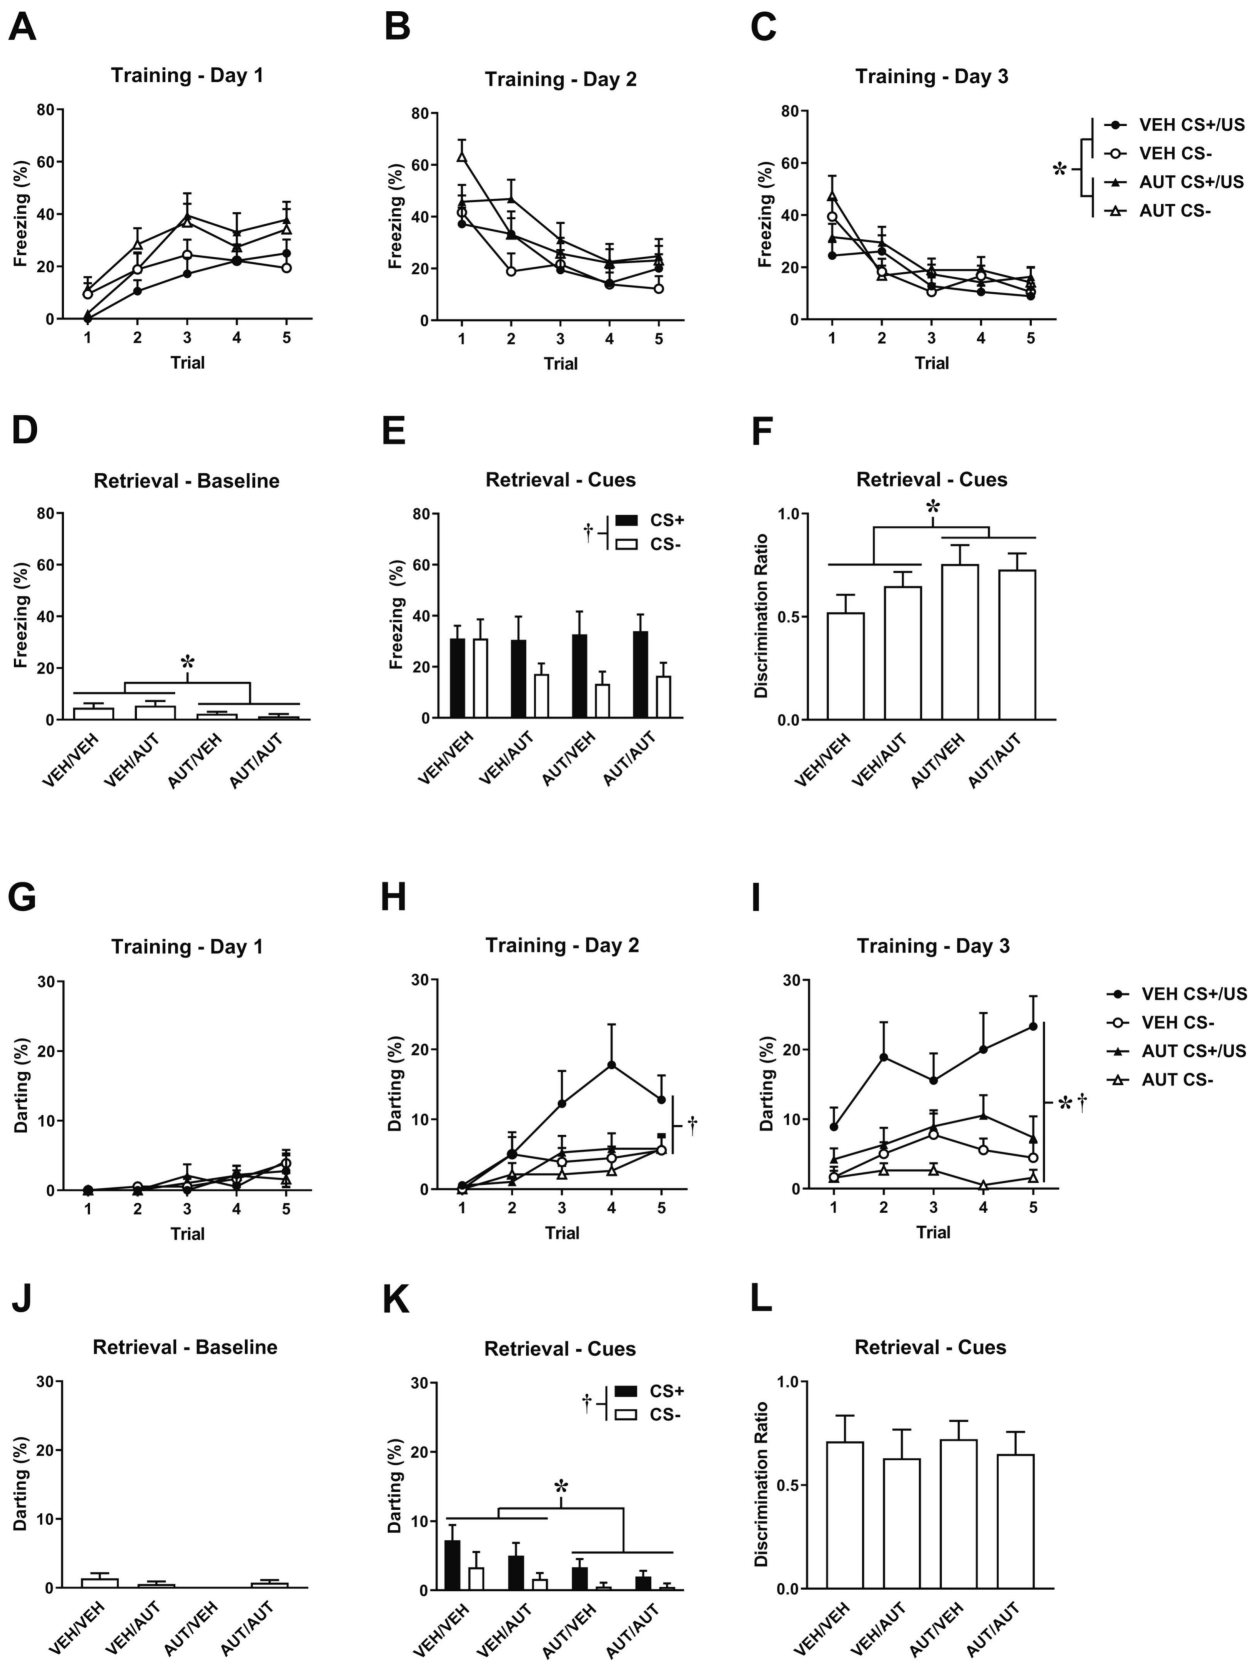 A
B
C
Training - Day 1
Training - Day 2
Training - Day 3
Freezing (%)
80
60
40
20
0
1 2 3 4 5
Trial
Freezing (%)
80
60
40
20
0
1 2 3 4 5
Trial
Freezing (%)
80
60
40
20
0
1 2 3 4 5
Trial
*
VEH CS+/US
VEH CS-
AUT CS+/US
AUT CS-
D
E
F
Retrieval - Baseline
Retrieval - Cues
Retrieval - Cues
Freezing (%)
80
60
40
20
0
*
VEH/VEH
VEH/AUT
AUT/VEH
AUT/AUT
Freezing (%)
80
60
40
20
0
†
CS+
CS-
VEH/VEH
VEH/AUT
AUT/VEH
AUT/AUT
Discrimination Ratio
1.0
0.5
0.0
*
VEH/VEH
VEH/AUT
AUT/VEH
AUT/AUT
G
H
I
Training - Day 1
Training - Day 2
Training - Day 3
Darting (%)
30
20
10
0
1 2 3 4 5
Trial
Darting (%)
30
20
10
0
1 2 3 4 5
Trial
†
Darting (%)
30
20
10
0
1 2 3 4 5
Trial
*†
VEH CS+/US
VEH CS-
AUT CS+/US
AUT CS-
J
K
L
Retrieval - Baseline
Retrieval - Cues
Retrieval - Cues
Darting (%)
30
20
10
0
VEH/VEH
VEH/AUT
AUT/VEH
AUT/AUT
Darting (%)
30
20
10
0
†
CS+
CS-
*
VEH/VEH
VEH/AUT
AUT/VEH
AUT/AUT
Discrimination Ratio
1.0
0.5
0.0
VEH/VEH
VEH/AUT
AUT/VEH
AUT/AUT